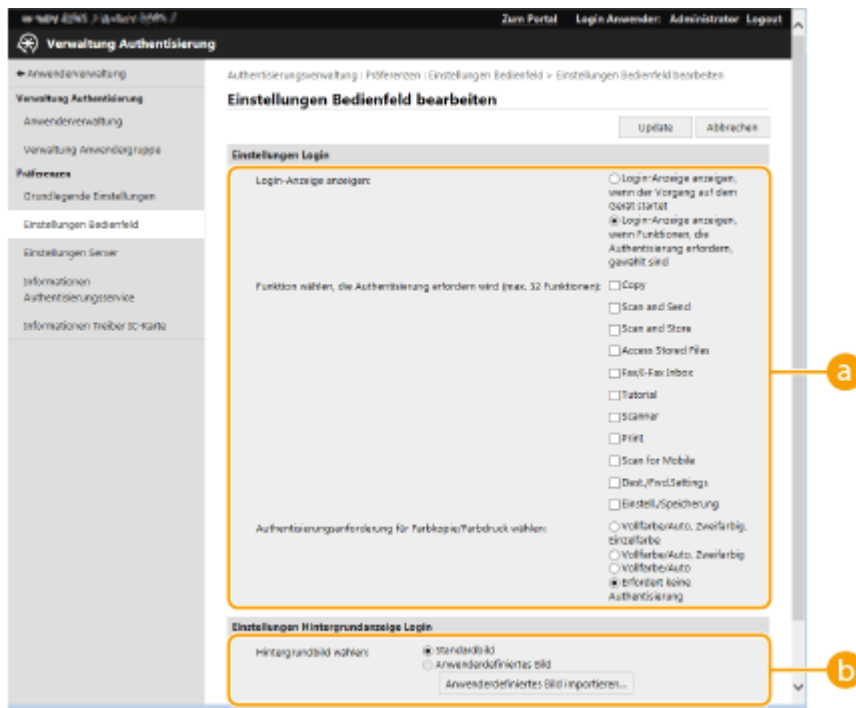 Zum Portal Login Anwender: Administrator Logout
Verwaltung Authentisierung
Anwenderverwaltung
Verwaltung Authentisierung
Anwenderverwaltung
Verwaltung Anwendergruppe
Präferenzen
Grundlegende Einstellungen
Einstellungen Bedienfeld
Einstellungen Server
Informationen
Authentisierungsservice
Informationen Treiber IC-Karte
Authentisierungsverwaltung : Präferenzen : Einstellungen Bedienfeld > Einstellungen Bedienfeld bearbeiten
Einstellungen Bedienfeld bearbeiten
Update Abbrechen
Einstellungen Login
Login-Anzeige anzeigen:
Login-Anzeige anzeigen,
wenn der Vorgang auf dem
Gerät startet
Login-Anzeige anzeigen,
wenn Funktionen, die
Authentisierung erfordern,
gewählt sind
Funktion wählen, die Authentisierung erfordern wird (max. 32 Funktionen):
Copy
Scan and Send
Scan and Store
Access Stored Files
Fax/I-Fax Inbox
Tutorial
Scanner
Print
Scan for Mobile
Dest./Fwd.Settings
Einstell./Speicherung
Authentisierungsanforderung für Farbkopie/Farbdruck wählen:
Vollfarbe/Auto, Zweifarbig,
Einzelfarbe
Vollfarbe/Auto, Zweifarbig
Vollfarbe/Auto
Erfordert keine
Authentisierung
Einstellungen Hintergrundanzeige Login
Hintergrundbild wählen:
Standardbild
Anwenderdefiniertes Bild
Anwenderdefiniertes Bild importieren...
a
b